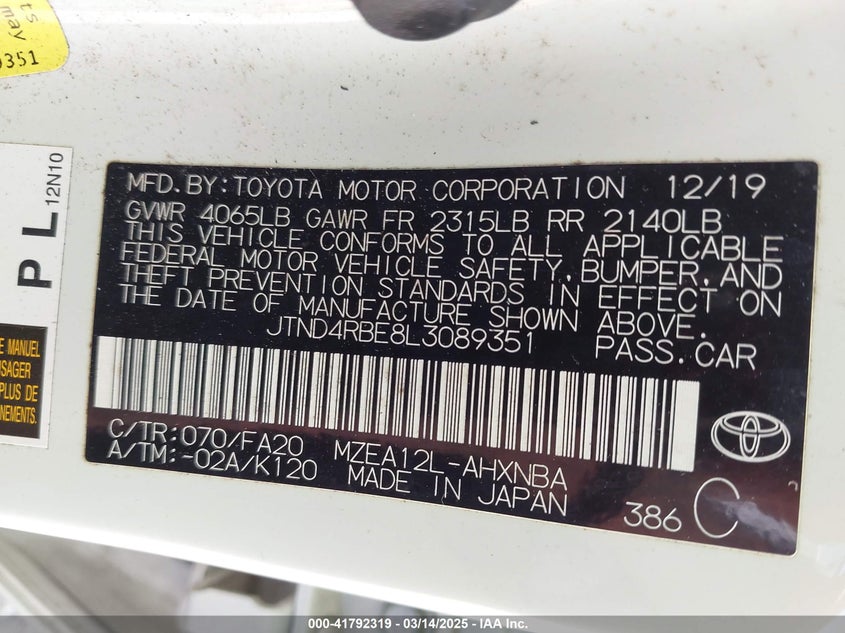 ts
may
9351
P L
12N10
E MANUEL
USAGER
PLUS DE
NEMENTS.
MFD.BY:TOYOTA MOTOR CORPORATION 12/19
GVWR 4065LB GAWR FR 2315LB RR 2140LB
THIS VEHICLE CONFORMS TO ALL APPLICABLE
FEDERAL MOTOR VEHICLE SAFETY, BUMPER, AND
THEFT PREVENTION STANDARDS IN EFFECT ON
THE DATE OF MANUFACTURE SHOWN ABOVE.
JTND4RBE8L3089351 PASS.CAR
C/TR:070/FA20 MZEA12L-AHXNBA
A/TM:-02A/K120 MADE IN JAPAN
386 C
000-41792319 / 03/14/2025 - IAA Inc.